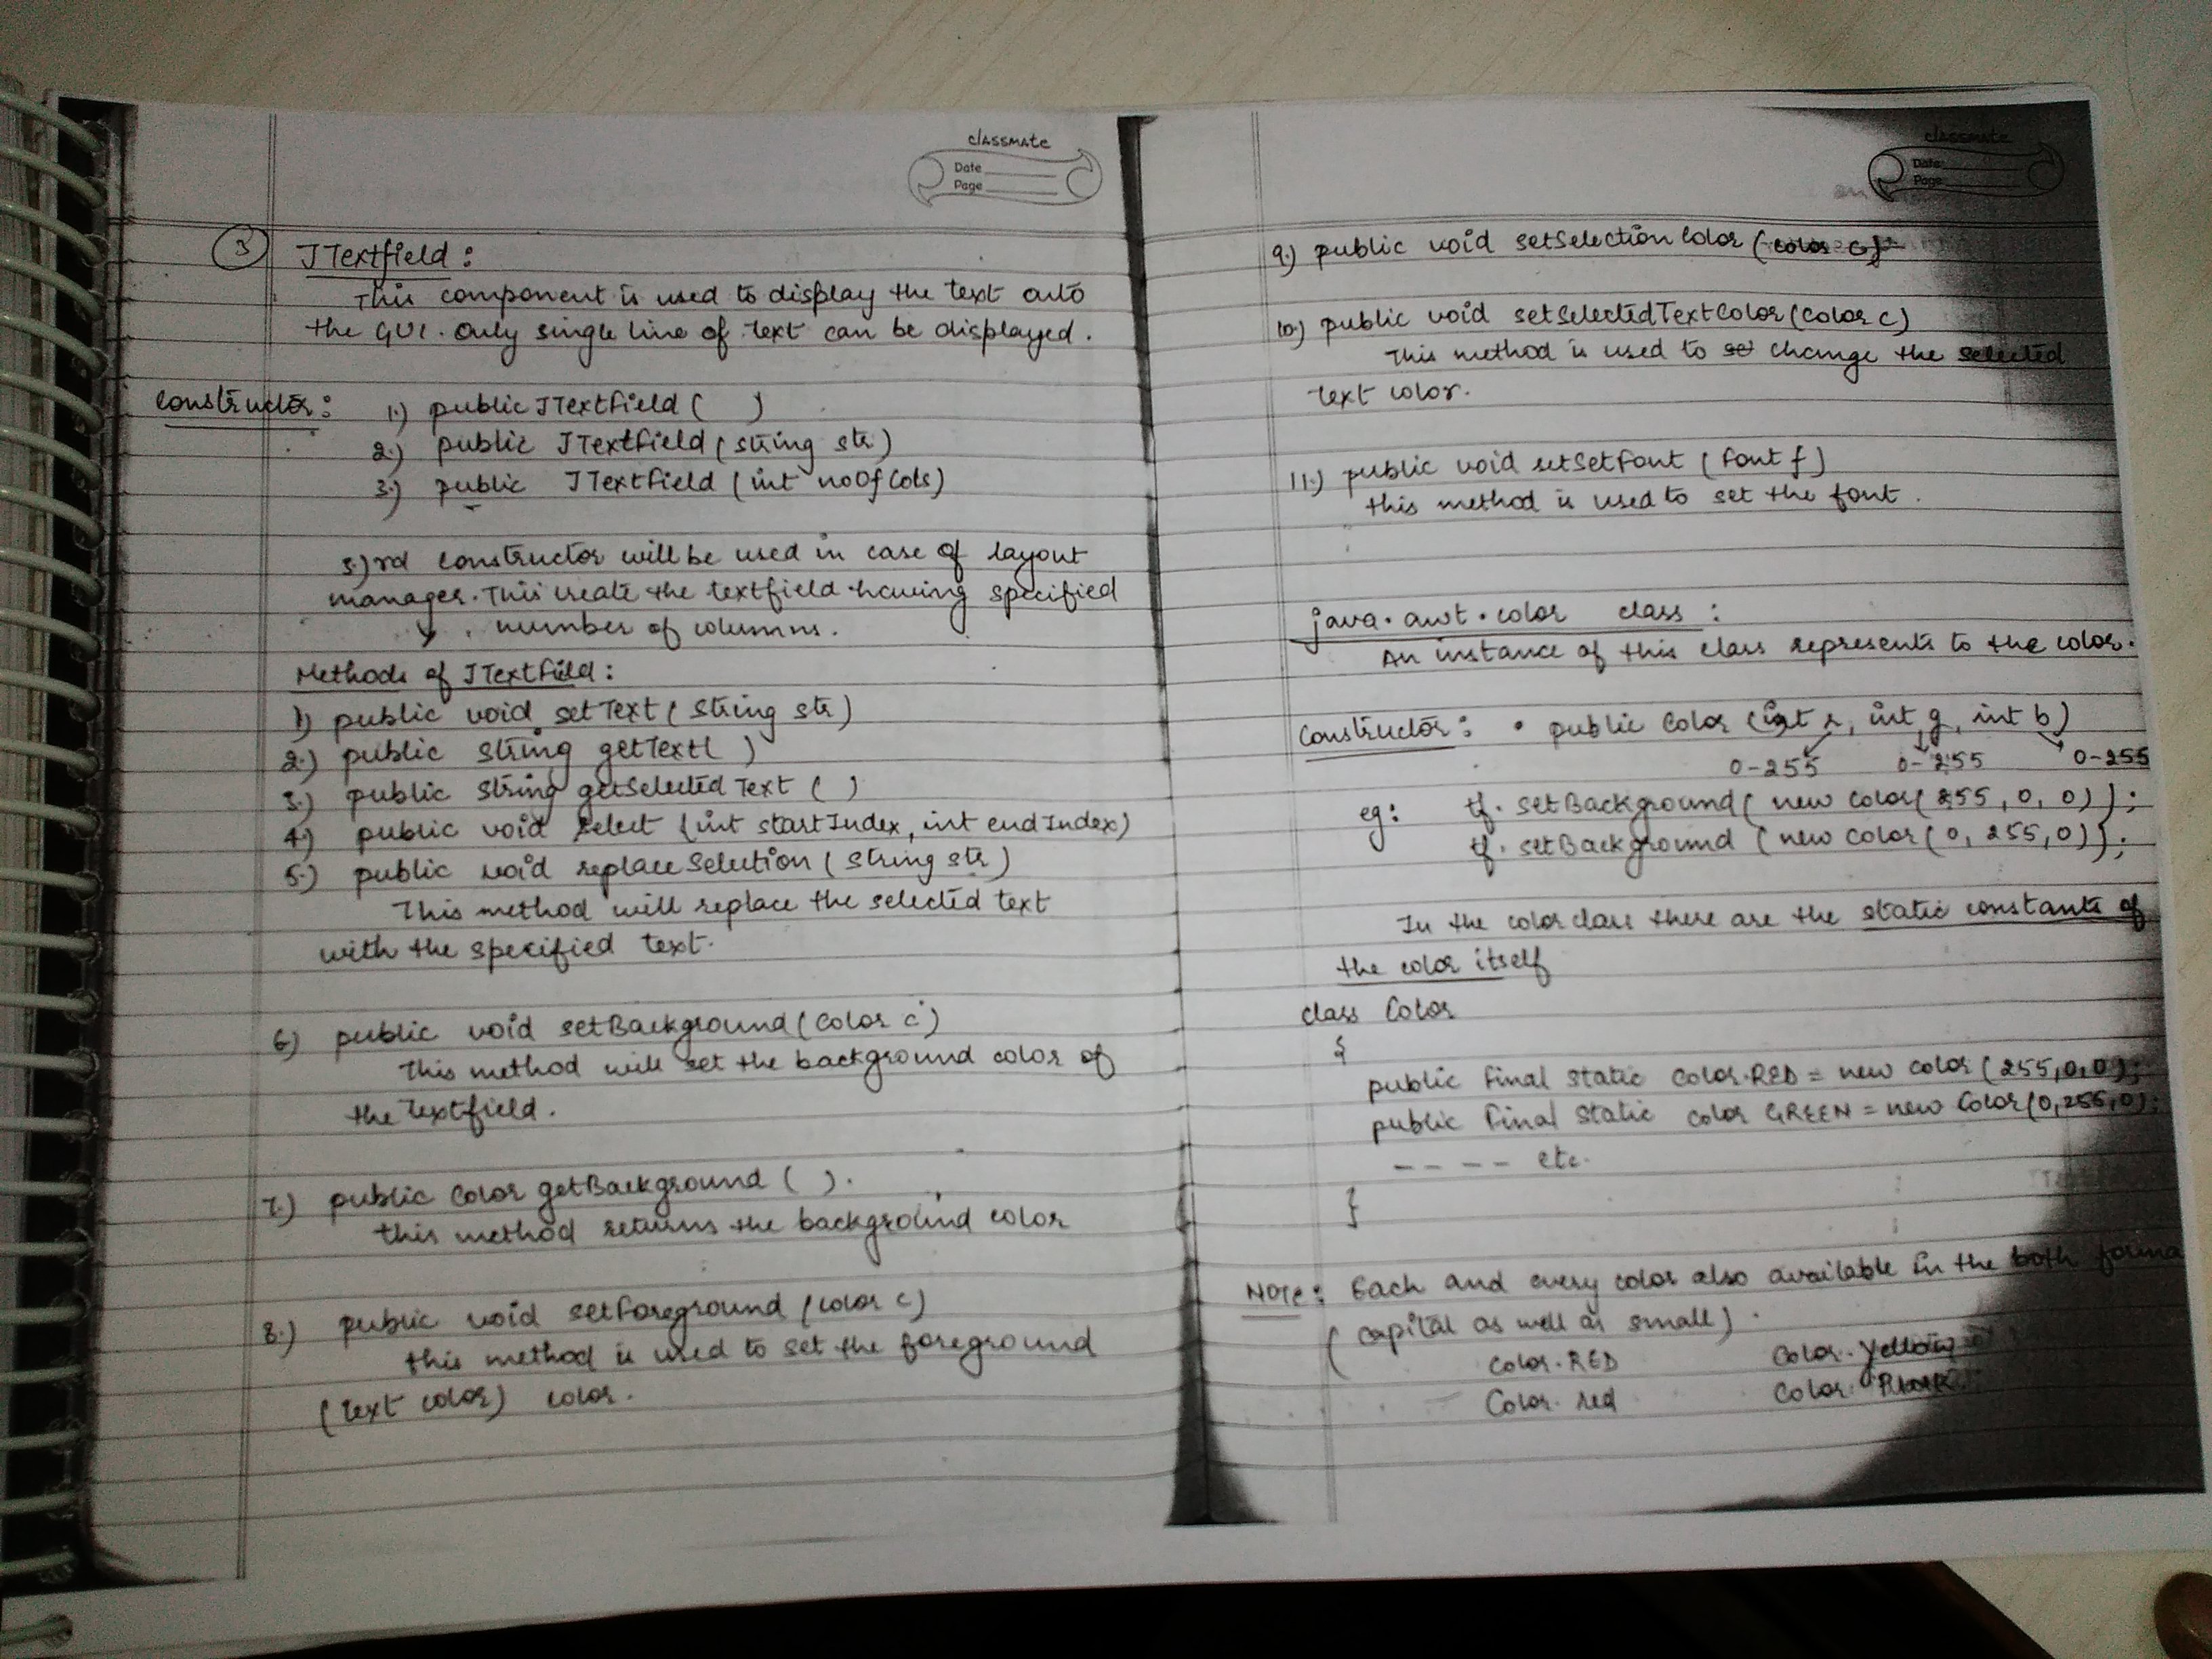 classmate
Date
Page
3 JTextfield :
This component is used to display the text onto
the GUI. Only single line of text can be displayed.
Constructor : 1.) public JTextField ( )
2.) public JTextField (String str)
3.) public JTextField (int noOfCols)
3.)rd constructor will be used in case of layout
manager. This create the textfield having specified
number of columns.
Methods of JTextField :
1) public void setText (String str)
2.) public String getText( )
3.) public String getSelectedText ( )
4.) public void select (int startIndex, int endIndex)
5.) public void replaceSelection (String str)
This method will replace the selected text
with the specified text.
6) public void setBackground (Color c)
This method will set the background color of
the Textfield.
7.) public Color getBackground ( ).
this method returns the background color
8.) public void setForeground (Color c)
this method is used to set the foreground
(Text color) color.
classmate
Date
Page
9.) public void setSelectionColor (Color c)
10.) public void setSelectedTextColor (Color c)
This method is used to se change the selected
text color.
11.) public void setSetFont (Font f)
this method is used to set the font.
java.awt.color class :
An instance of this class represents to the color.
Constructor : • public Color (int r, int g, int b)
0-255 0-255 0-255
eg: tf. setBackground( new Color( 255, 0, 0) );
tf. setBackground (new Color (0, 255, 0));
In the color class there are the static constants of
the color itself
class Color
{
public final static Color RED = new Color (255,0,0);
public final static Color GREEN = new Color(0,255,0);
---- etc.
}
Note : Each and every color also available in the both forma
(capital as well as small).
Color. RED Color. yellow
Color. red Color.